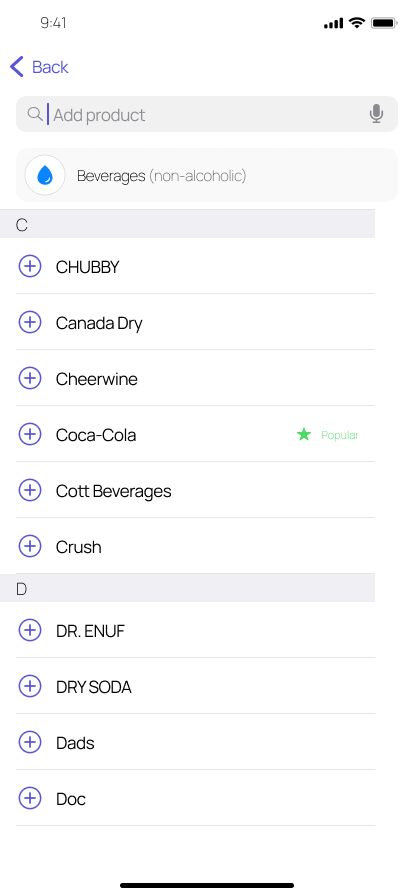 9:41
Back
Add product
Beverages (non-alcoholic)
C
CHUBBY
Canada Dry
Cheerwine
Coca-Cola
Popular
Cott Beverages
Crush
D
DR. ENUF
DRY SODA
Dads
Doc